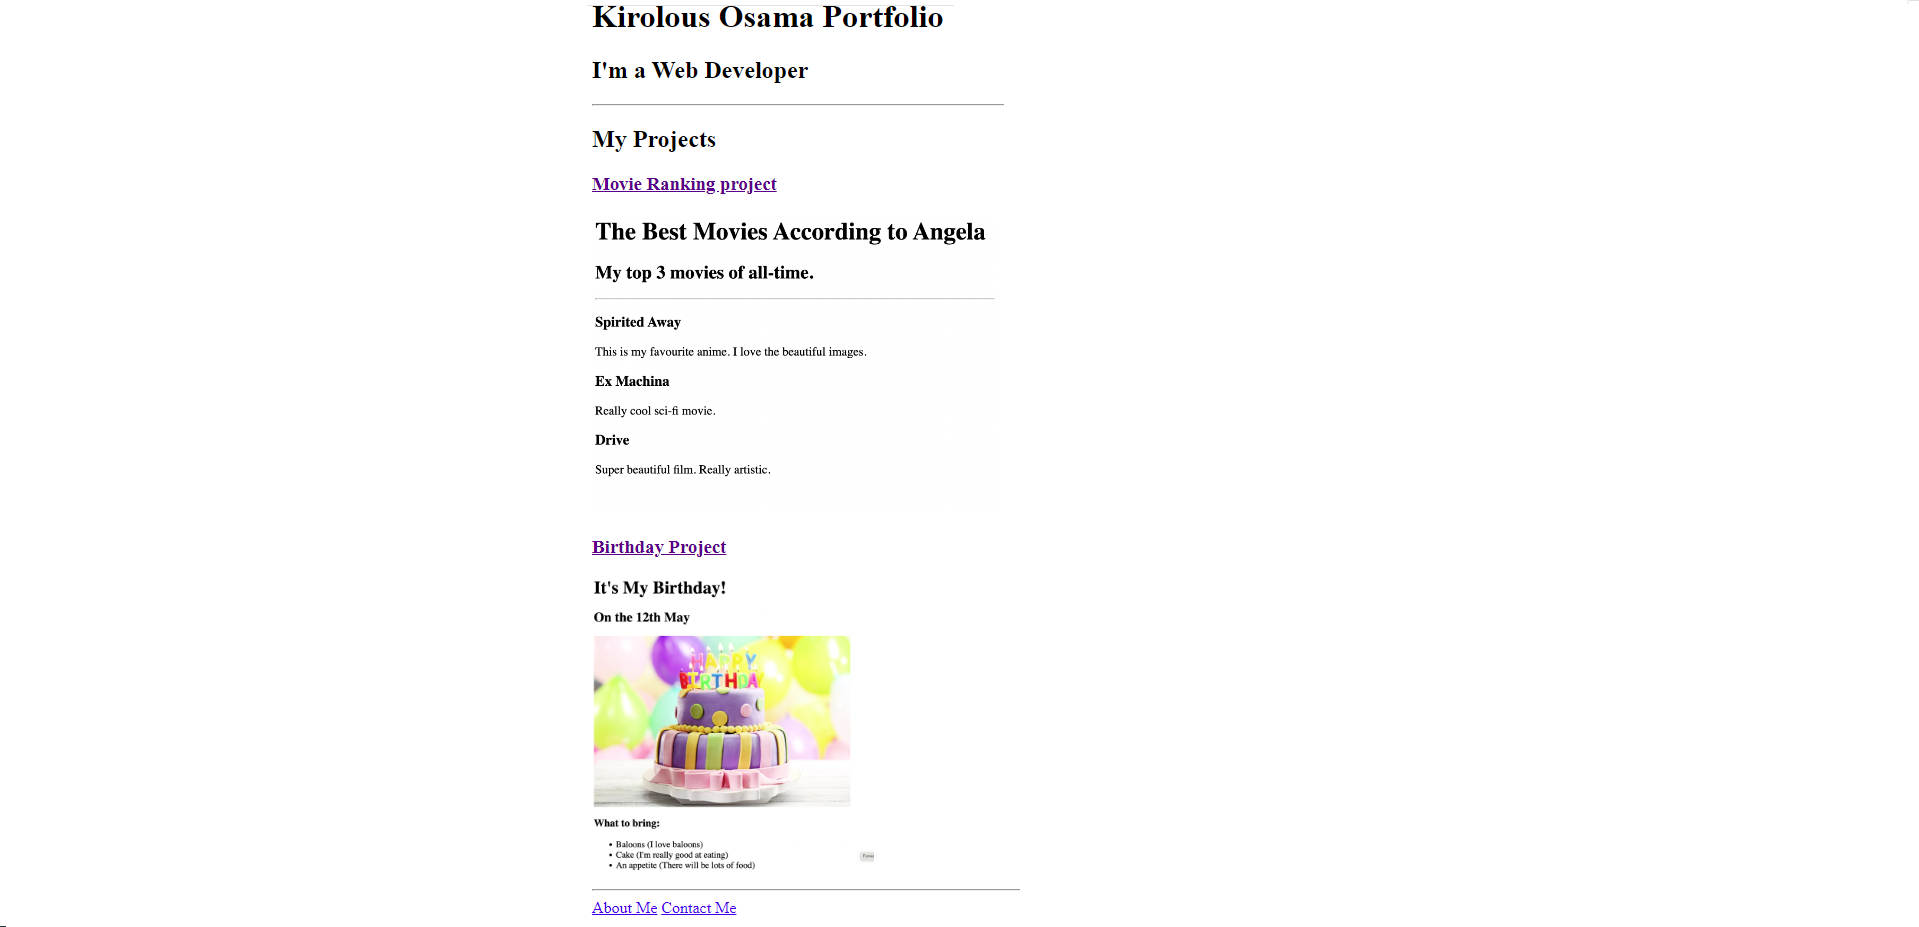 Kirolous Osama Portfolio
I'm a Web Developer
My Projects
Movie Ranking project
The Best Movies According to Angela
My top 3 movies of all-time.
Spirited Away
This is my favourite anime. I love the beautiful images.
Ex Machina
Really cool sci-fi movie.
Drive
Super beautiful film. Really artistic.
Birthday Project
It's My Birthday!
On the 12th May
HAPPY
BIRTHDAY
What to bring:
Baloons (I love baloons)
Cake (I'm really good at eating)
An appetite (There will be lots of food)
About Me Contact Me